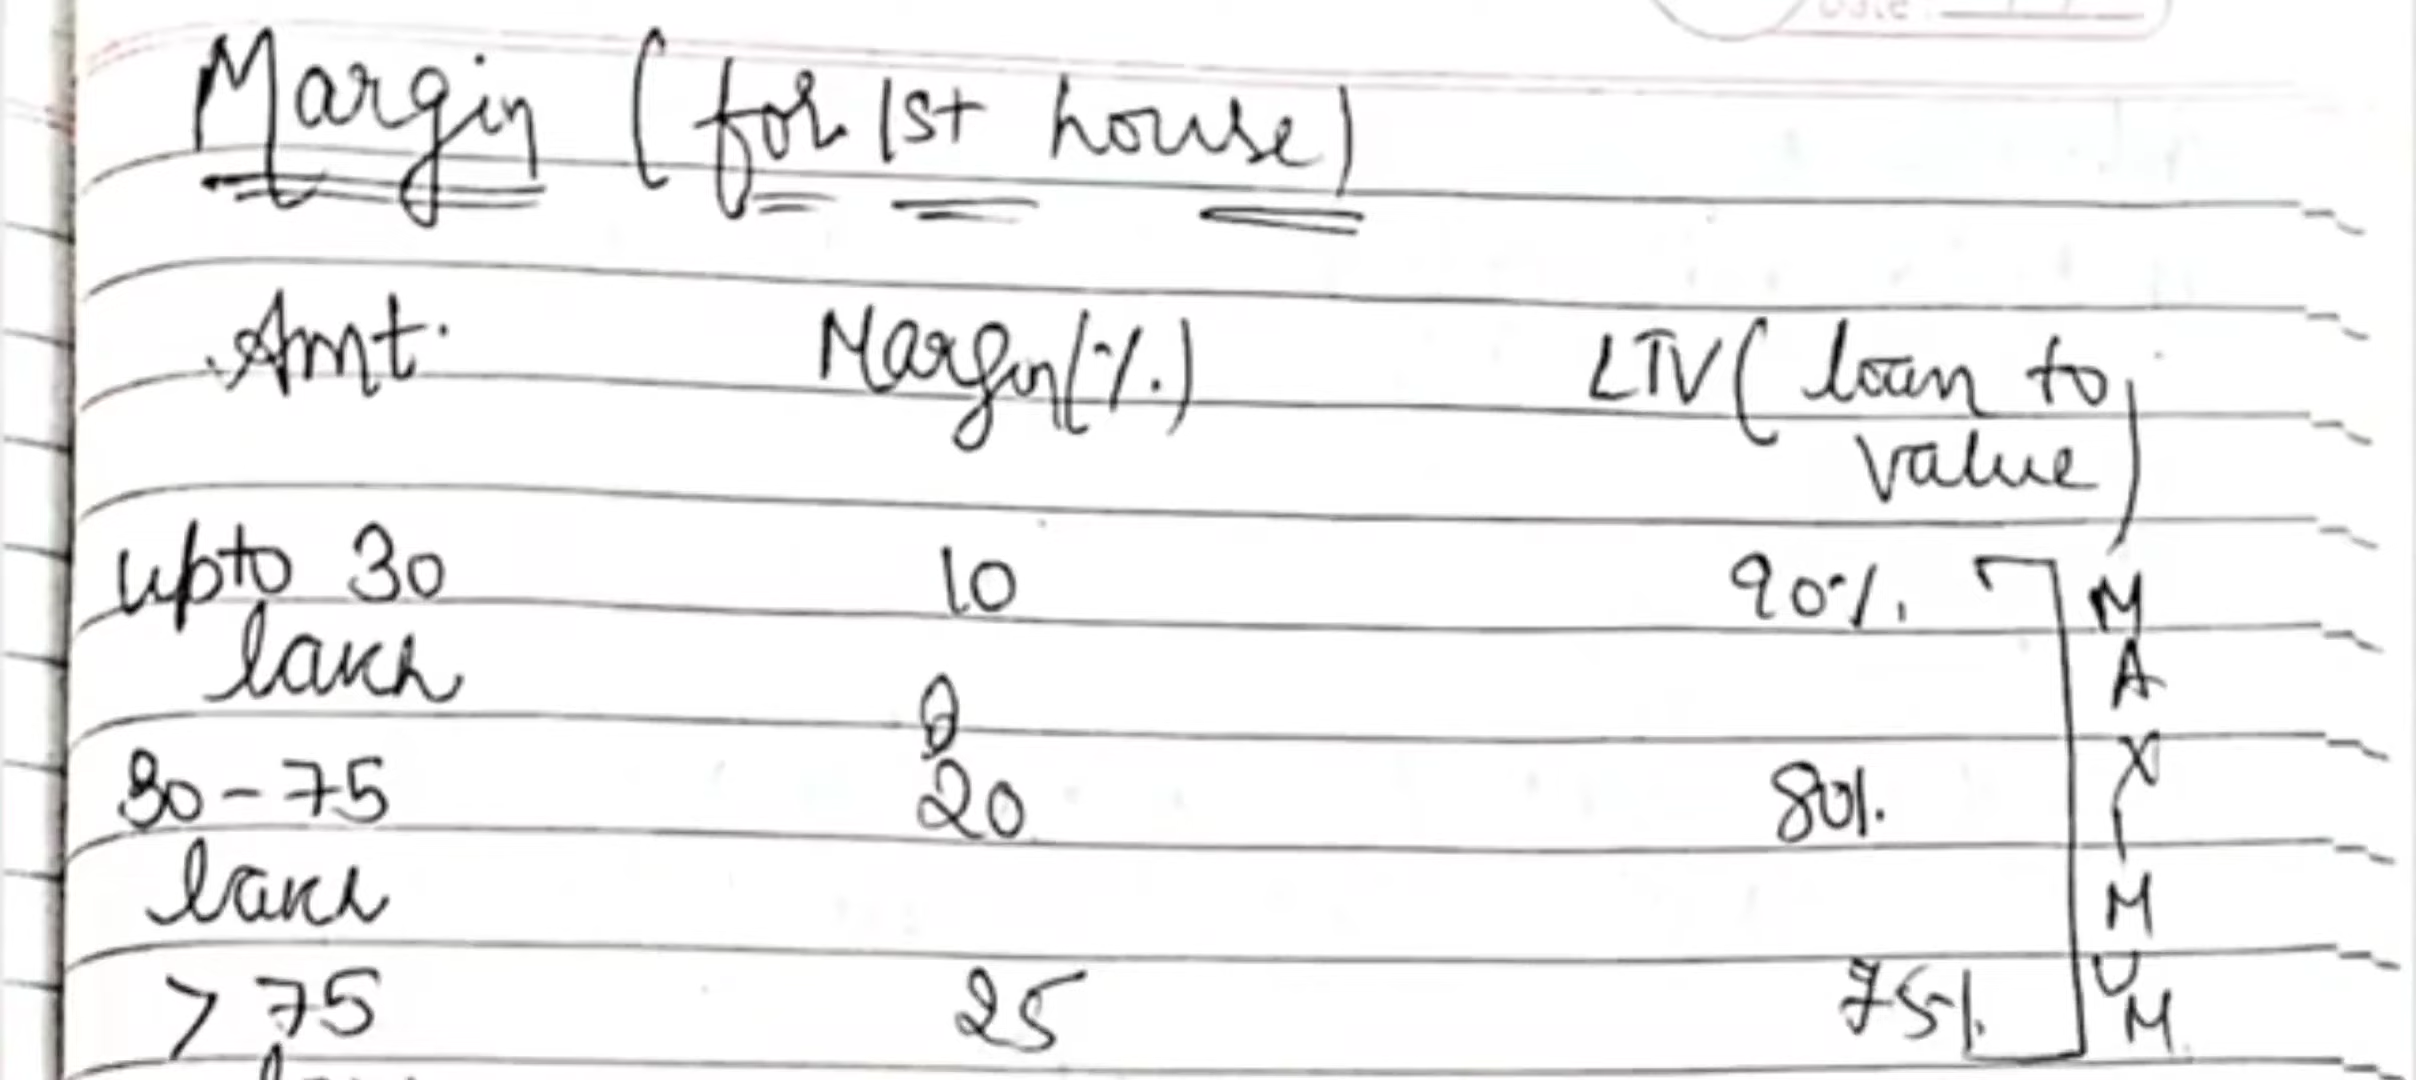 Date :
Margin (for 1st house)
Amt. Margin(%) LTV (loan to
value)
upto 30 10 90%
lakh
30-75 20 80%
lakh
> 75 25 75%
MAXIMUM